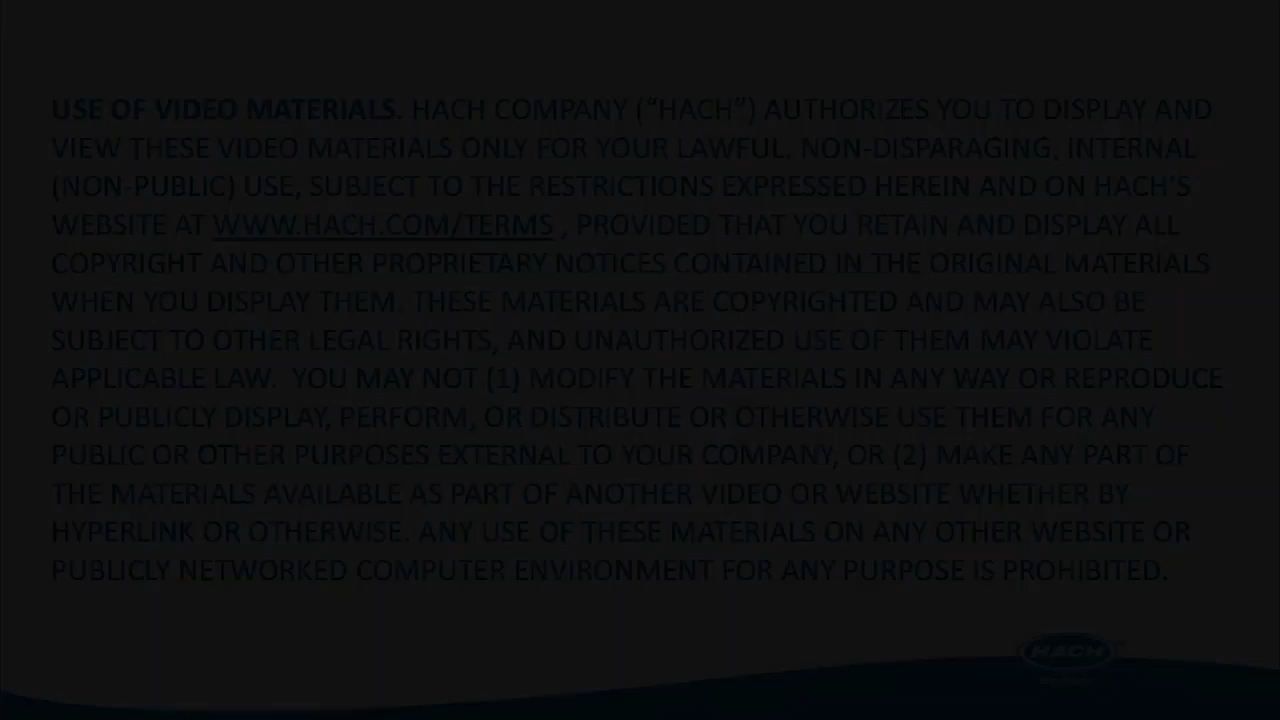 USE OF VIDEO MATERIALS. HACH COMPANY (“HACH”) AUTHORIZES YOU TO DISPLAY AND
VIEW THESE VIDEO MATERIALS ONLY FOR YOUR LAWFUL, NON-DISPARAGING, INTERNAL
(NON-PUBLIC) USE, SUBJECT TO THE RESTRICTIONS EXPRESSED HEREIN AND ON HACH’S
WEBSITE AT WWW.HACH.COM/TERMS , PROVIDED THAT YOU RETAIN AND DISPLAY ALL
COPYRIGHT AND OTHER PROPRIETARY NOTICES CONTAINED IN THE ORIGINAL MATERIALS
WHEN YOU DISPLAY THEM. THESE MATERIALS ARE COPYRIGHTED AND MAY ALSO BE
SUBJECT TO OTHER LEGAL RIGHTS, AND UNAUTHORIZED USE OF THEM MAY VIOLATE
APPLICABLE LAW.  YOU MAY NOT (1) MODIFY THE MATERIALS IN ANY WAY OR REPRODUCE
OR PUBLICLY DISPLAY, PERFORM, OR DISTRIBUTE OR OTHERWISE USE THEM FOR ANY
PUBLIC OR OTHER PURPOSES EXTERNAL TO YOUR COMPANY, OR (2) MAKE ANY PART OF
THE MATERIALS AVAILABLE AS PART OF ANOTHER VIDEO OR WEBSITE WHETHER BY
HYPERLINK OR OTHERWISE. ANY USE OF THESE MATERIALS ON ANY OTHER WEBSITE OR
PUBLICLY NETWORKED COMPUTER ENVIRONMENT FOR ANY PURPOSE IS PROHIBITED.
HACH